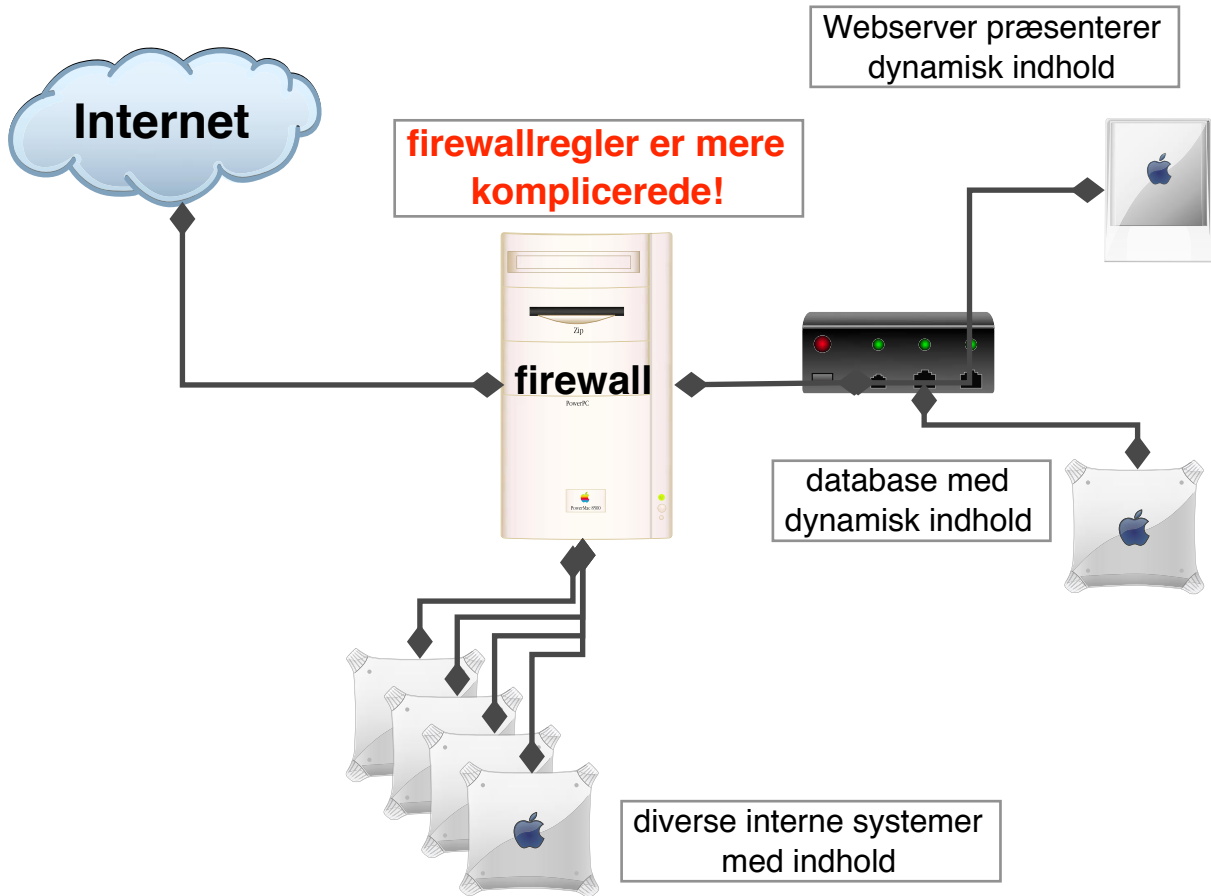 Webserver præsenterer
dynamisk indhold
Internet
firewallregler er mere
komplicerede!
Zip
firewall
PowerPC
database med
dynamisk indhold
diverse interne systemer
med indhold